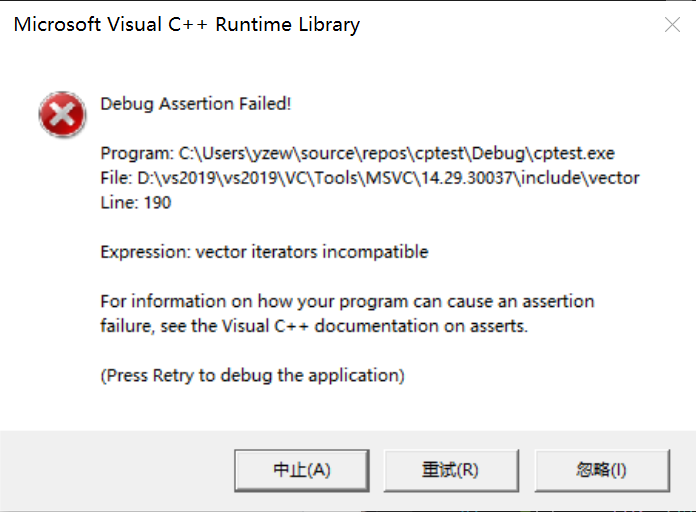 Microsoft Visual C++ Runtime Library
Debug Assertion Failed!
Program: C:\Users\yzew\source\repos\cptest\Debug\cptest.exe
File: D:\vs2019\vs2019\VC\Tools\MSVC\14.29.30037\include\vector
Line: 190
Expression: vector iterators incompatible
For information on how your program can cause an assertion
failure, see the Visual C++ documentation on asserts.
(Press Retry to debug the application)
中止(A)
重试(R)
忽略(I)